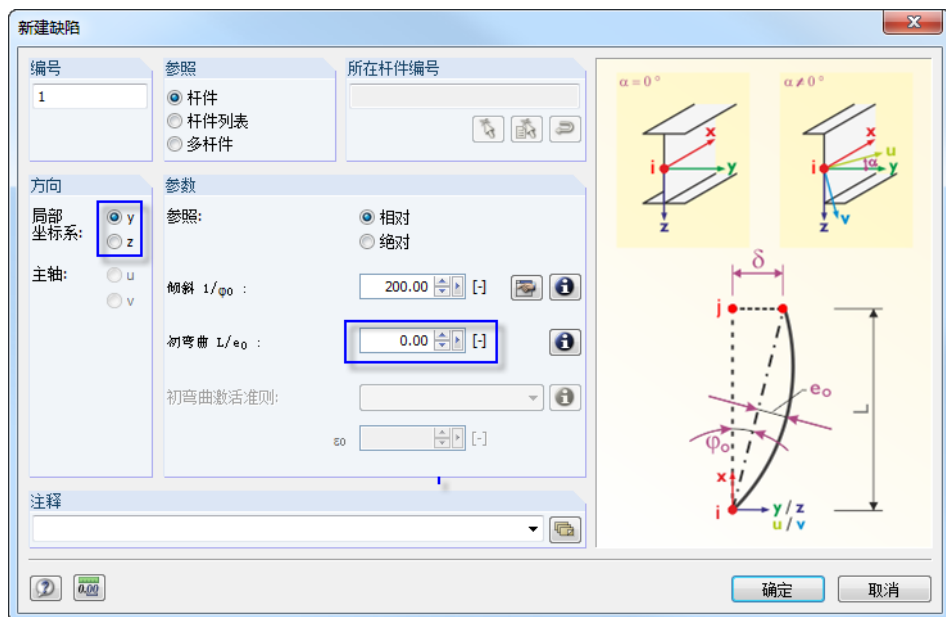 新建缺陷
编号
1
参照
杆件
杆件列表
多杆件
所在杆件编号
方向
局部
坐标系:
y
z
主轴:
u
v
参数
参照:
相对
绝对
倾斜 1/φ0 :
200.00 [-]
初弯曲 L/e0 :
0.00 [-]
初弯曲激活准则:
ε0 [-]
注释
0.00
确定
取消
α = 0 °
x
i
y
z
α ≠ 0 °
x
u
i
α
y
z
v
δ
j
e0
L
φ0
x
i
y / z
u / v